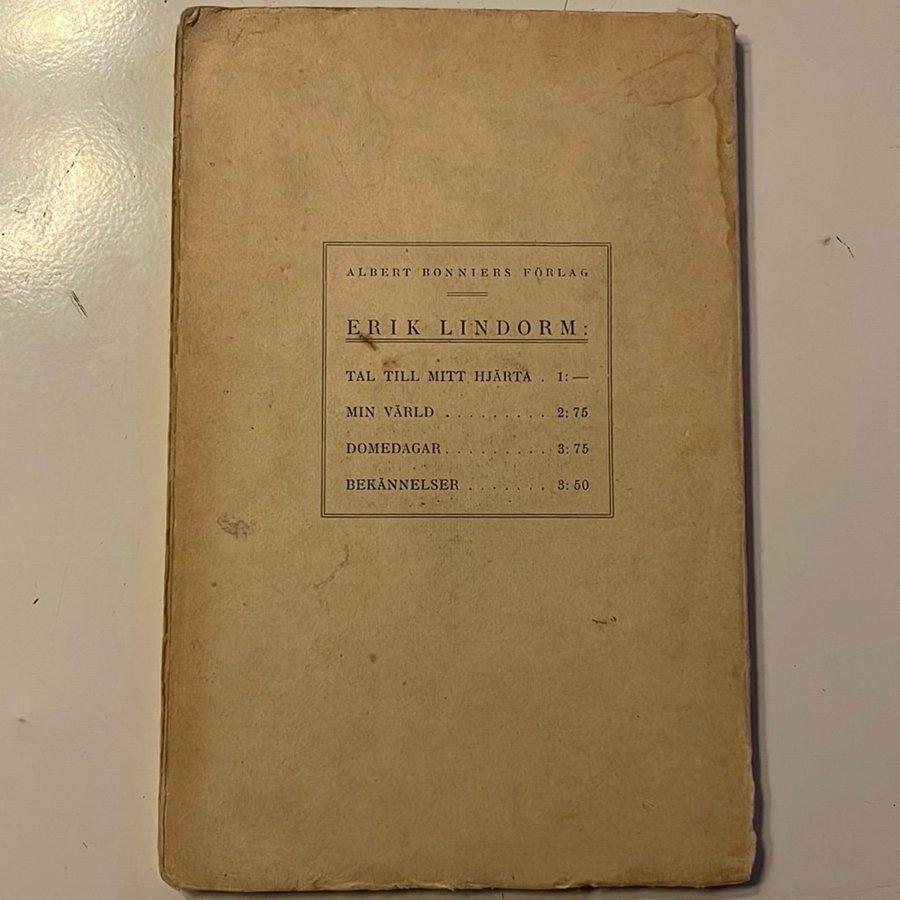 ALBERT BONNIERS FÖRLAG
ERIK LINDORM:
TAL TILL MITT HJÄRTA . 1: —
MIN VÄRLD . . . . . . . . . 2: 75
DOMEDAGAR . . . . . . . . . 3: 75
BEKÄNNELSER . . . . . . . 3: 50